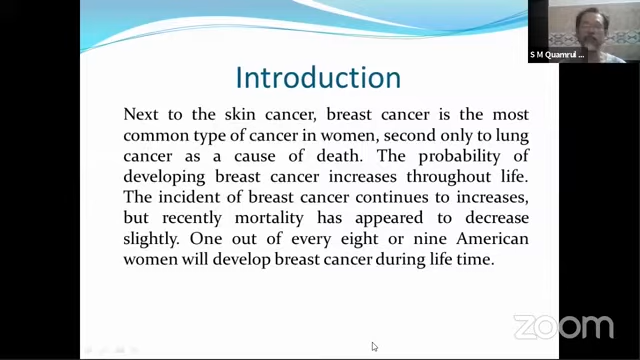 S M Quamrul ...
Introduction
Next to the skin cancer, breast cancer is the most
common type of cancer in women, second only to lung
cancer as a cause of death. The probability of
developing breast cancer increases throughout life.
The incident of breast cancer continues to increases,
but recently mortality has appeared to decrease
slightly. One out of every eight or nine American
women will develop breast cancer during life time.
zoom